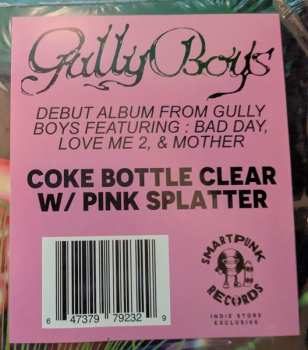 Gully Boys
DEBUT ALBUM FROM GULLY
BOYS FEATURING : BAD DAY,
LOVE ME 2, & MOTHER
COKE BOTTLE CLEAR
W/ PINK SPLATTER
6 47379 79232 9
SMARTPUNK
RECORDS
INDIE STORE
EXCLUSIVE